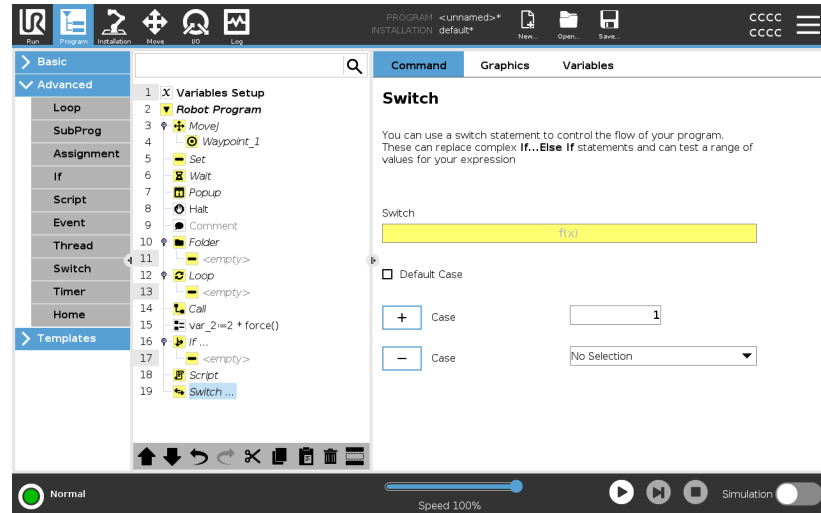 PROGRAM <unnamed>*
INSTALLATION default*
CCCC
CCCC
Run Program Installation Move I/O Log New... Open... Save...
Basic
Advanced
Loop
SubProg
Assignment
If
Script
Event
Thread
Switch
Timer
Home
Templates
1 X Variables Setup
2 Robot Program
3 MoveJ
4 Waypoint_1
5 Set
6 Wait
7 Popup
8 Halt
9 Comment
10 Folder
11 <empty>
12 Loop
13 <empty>
14 Call
15 var_2:=2 * force()
16 If ...
17 <empty>
18 Script
19 Switch ...
Command Graphics Variables
Switch
You can use a switch statement to control the flow of your program.
These can replace complex If...Else If statements and can test a range of
values for your expression
Switch
f(x)
Default Case
+ Case 1
− Case No Selection
Normal
Speed 100%
Simulation